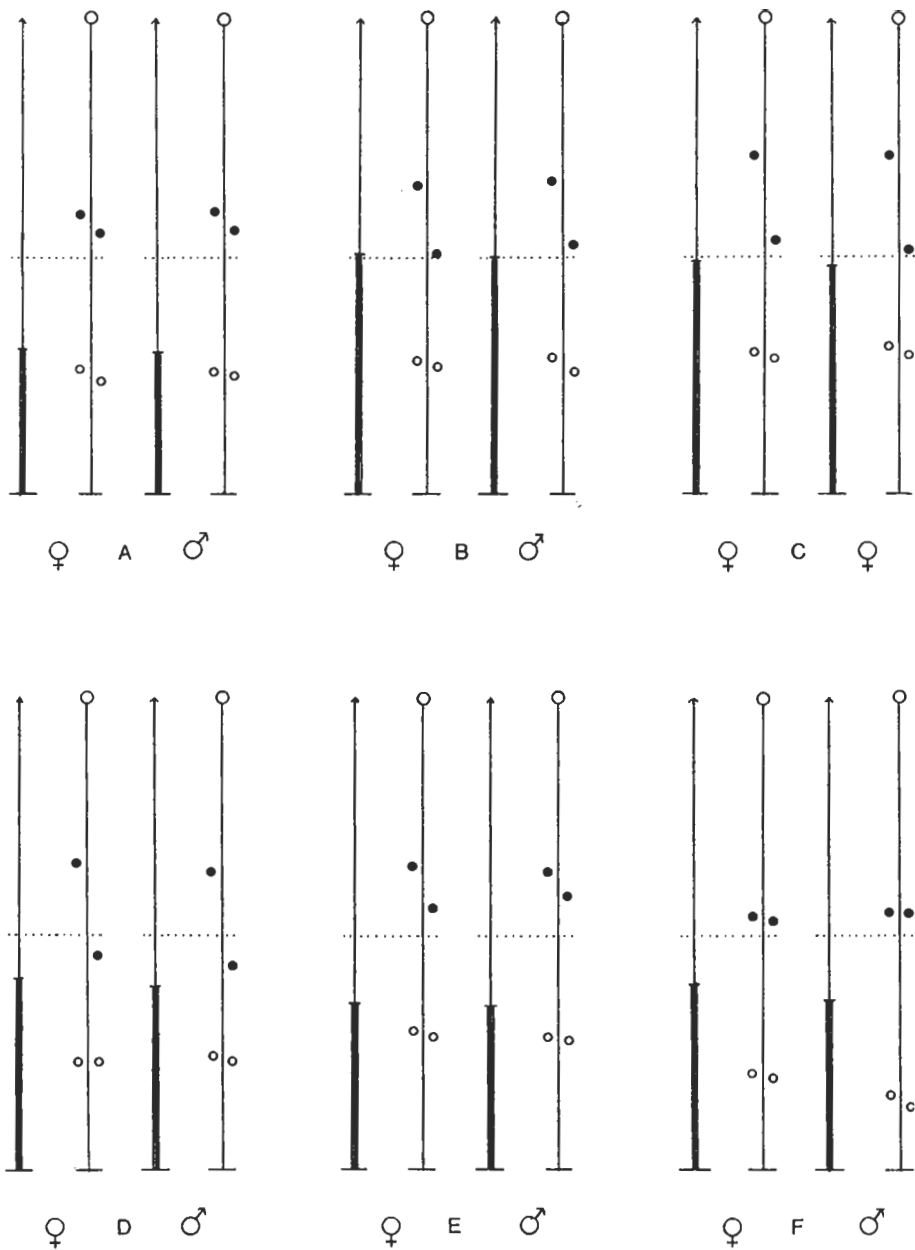 ♀ A ♂ ♀ B ♂ ♀ C ♀
♀ D ♂ ♀ E ♂ ♀ F ♂